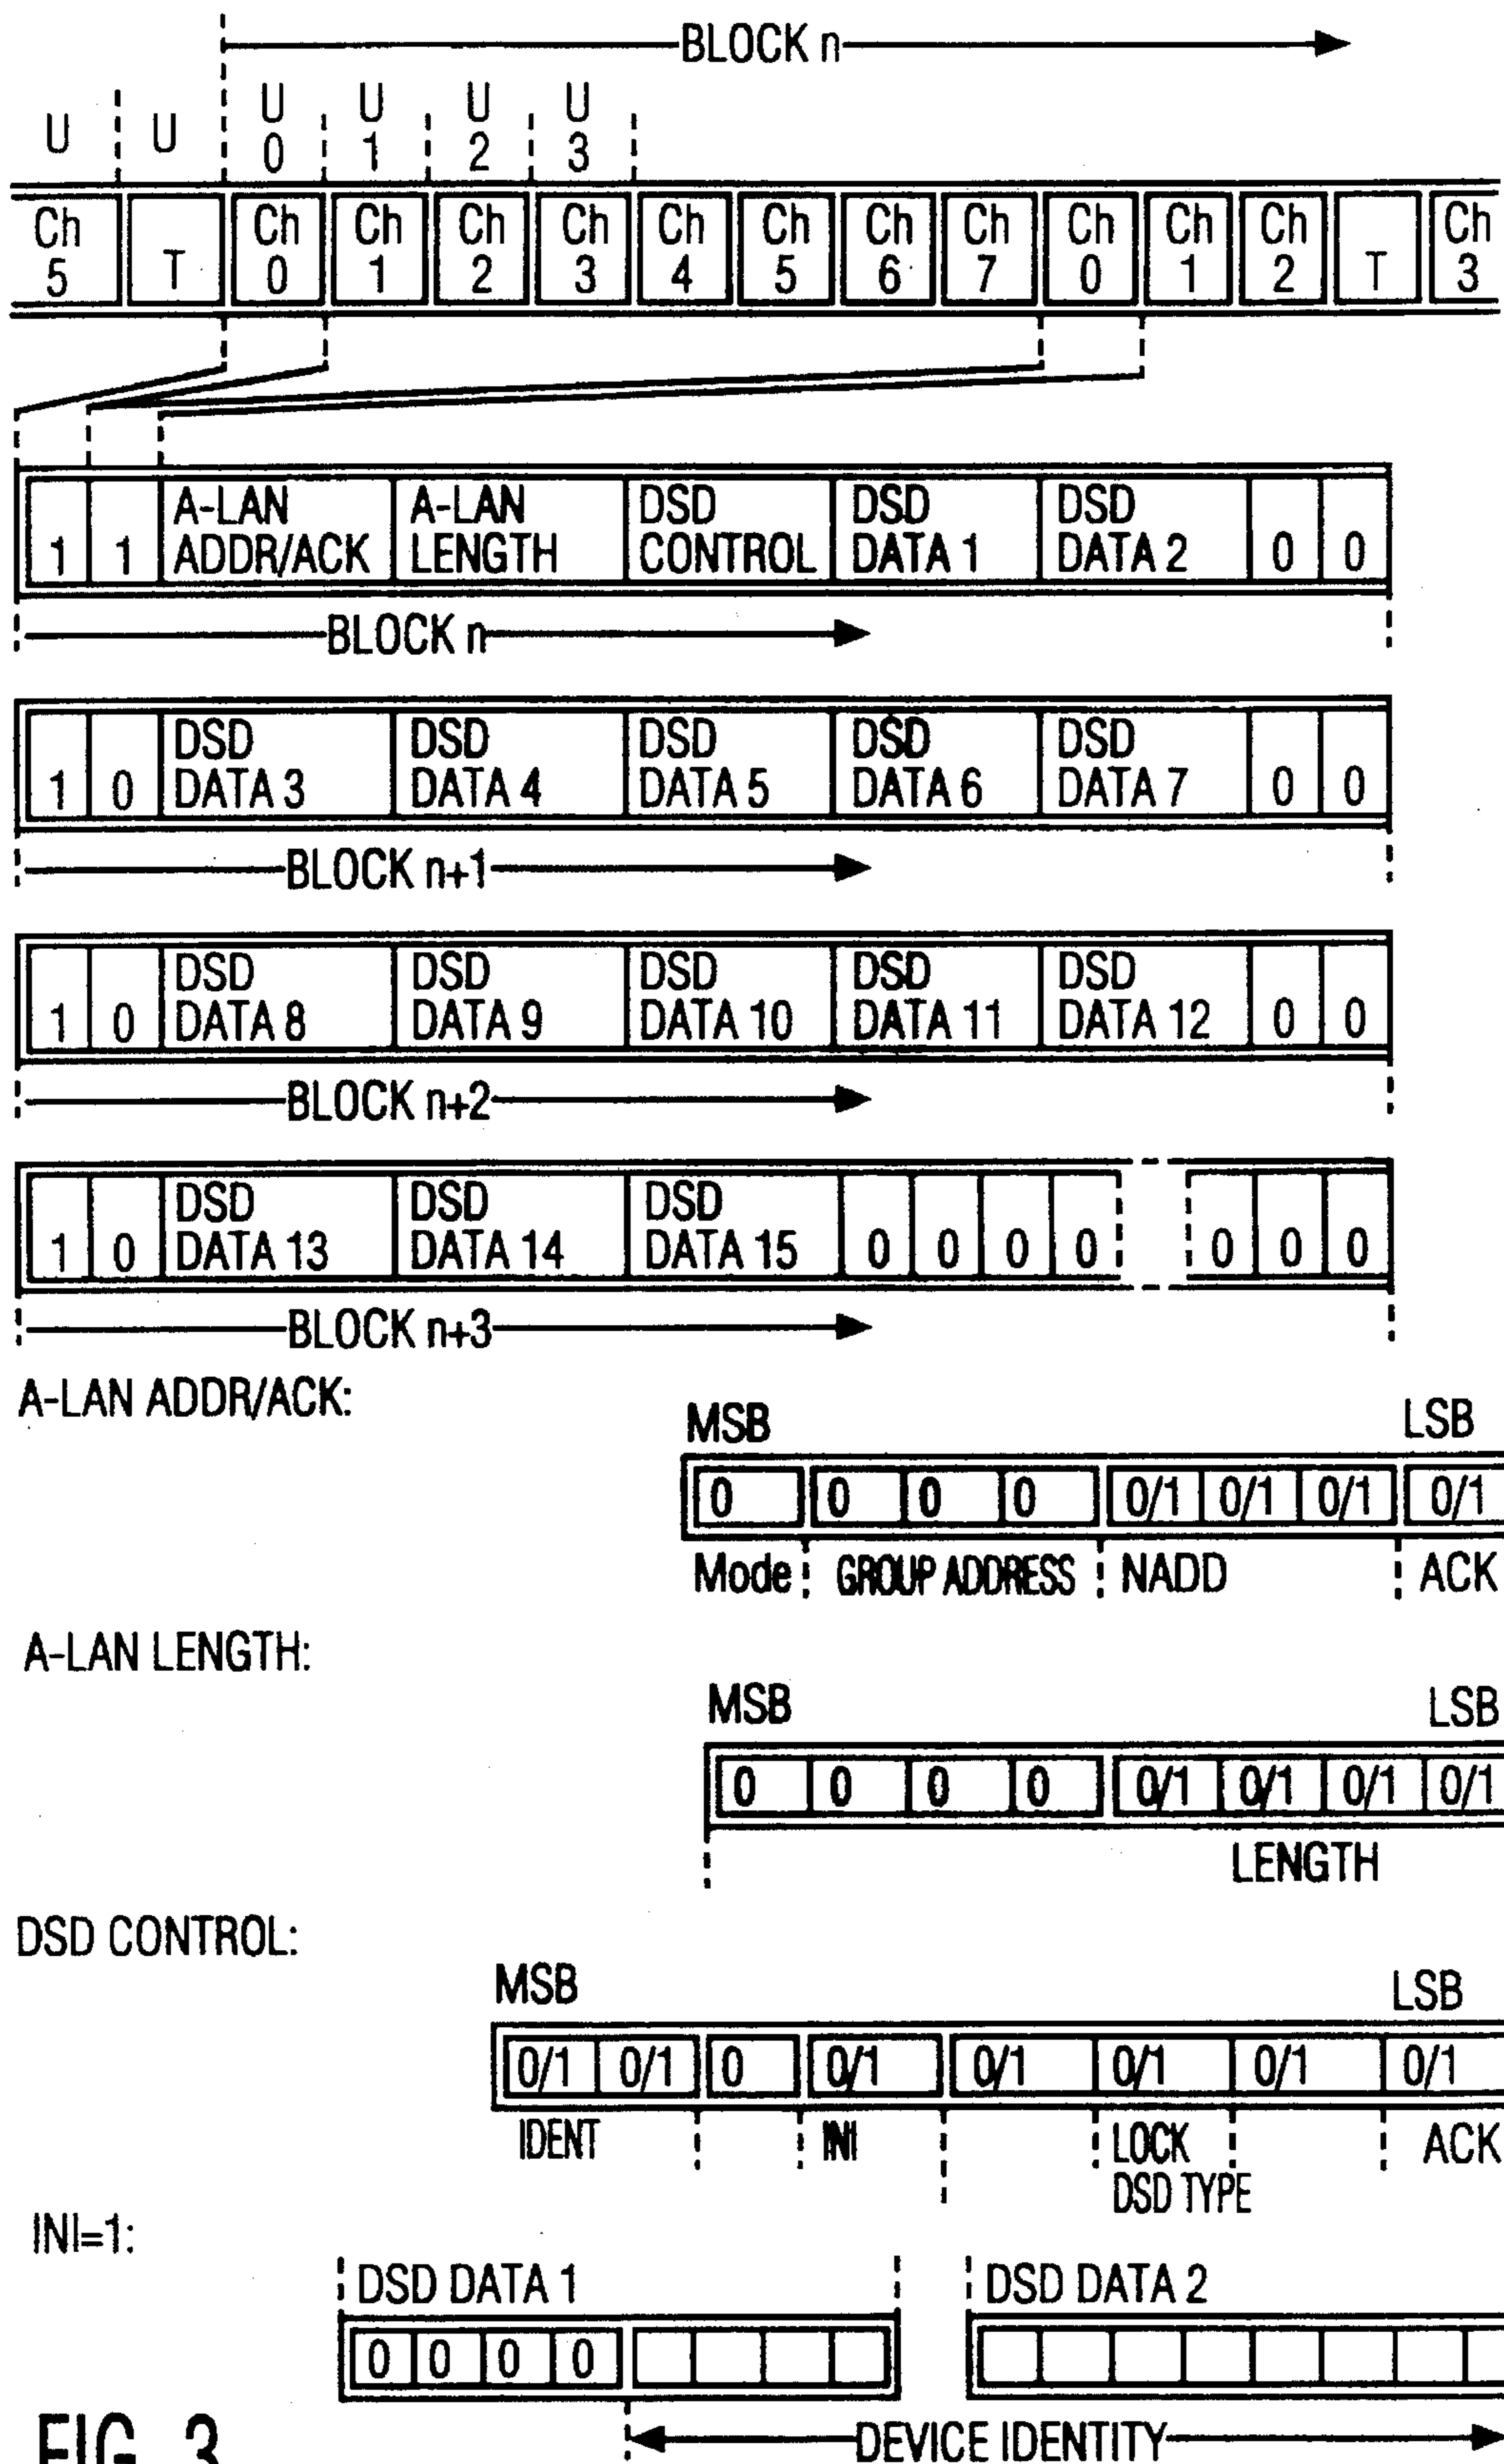 BLOCK n
U U U 0 U 1 U 2 U 3
Ch 5 T Ch 0 Ch 1 Ch 2 Ch 3 Ch 4 Ch 5 Ch 6 Ch 7 Ch 0 Ch 1 Ch 2 T Ch 3
1 1 A-LAN ADDR/ACK A-LAN LENGTH DSD CONTROL DSD DATA 1 DSD DATA 2 0 0
BLOCK n
1 0 DSD DATA 3 DSD DATA 4 DSD DATA 5 DSD DATA 6 DSD DATA 7 0 0
BLOCK n+1
1 0 DSD DATA 8 DSD DATA 9 DSD DATA 10 DSD DATA 11 DSD DATA 12 0 0
BLOCK n+2
1 0 DSD DATA 13 DSD DATA 14 DSD DATA 15 0 0 0 0 0 0 0
BLOCK n+3
A-LAN ADDR/ACK:
MSB LSB
0 0 0 0 0/1 0/1 0/1 0/1
Mode GROUP ADDRESS NADD ACK
A-LAN LENGTH:
MSB LSB
0 0 0 0 0/1 0/1 0/1 0/1
LENGTH
DSD CONTROL:
MSB LSB
0/1 0/1 0 0/1 0/1 0/1 0/1 0/1
IDENT INI LOCK ACK
DSD TYPE
INI=1:
DSD DATA 1 DSD DATA 2
0 0 0 0
DEVICE IDENTITY
FIG. 3